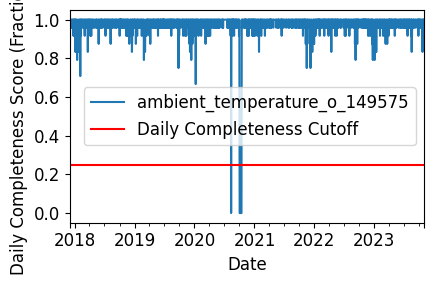 Daily Completeness Score (Fracti
1.0
0.8
0.6
0.4
0.2
0.0
ambient_temperature_o_149575
Daily Completeness Cutoff
2018 2019 2020 2021 2022 2023
Date